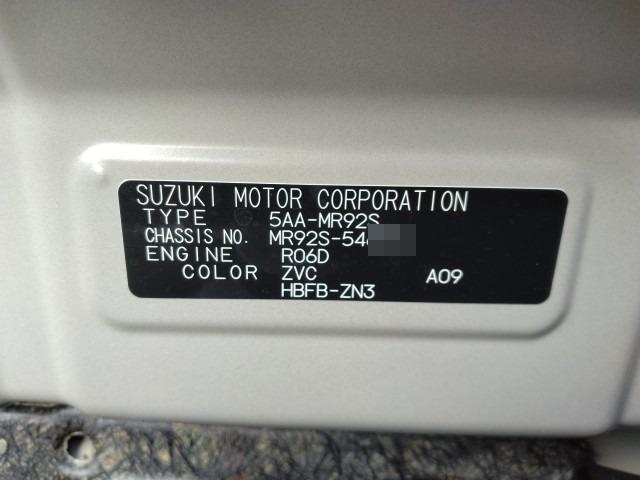 SUZUKI MOTOR CORPORATION
TYPE 5AA-MR92S
CHASSIS NO. MR92S-54
ENGINE R06D
COLOR ZVC A09
HBFB-ZN3